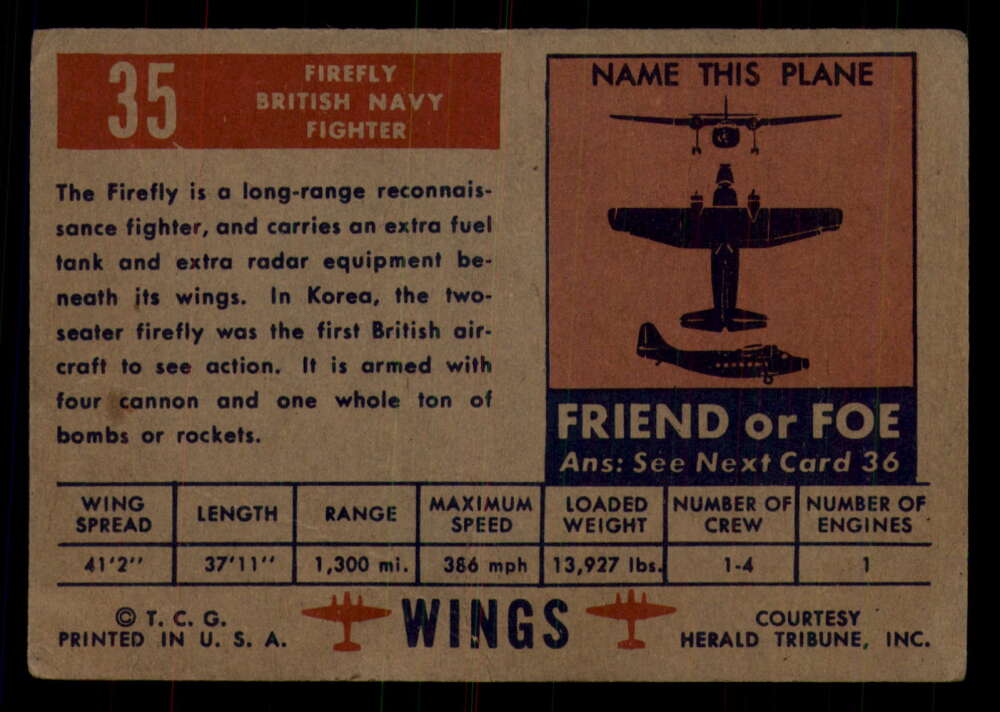 35
FIREFLY
BRITISH NAVY
FIGHTER
The Firefly is a long-range reconnais-
sance fighter, and carries an extra fuel
tank and extra radar equipment be-
neath its wings. In Korea, the two-
seater firefly was the first British air-
craft to see action. It is armed with
four cannon and one whole ton of
bombs or rockets.
NAME THIS PLANE
FRIEND or FOE
Ans: See Next Card 36
WING SPREAD
LENGTH
RANGE
MAXIMUM SPEED
LOADED WEIGHT
NUMBER OF CREW
NUMBER OF ENGINES
41'2"
37'11"
1,300 mi.
386 mph
13,927 lbs.
1-4
1
© T. C. G.
PRINTED IN U. S. A.
WINGS
COURTESY
HERALD TRIBUNE, INC.